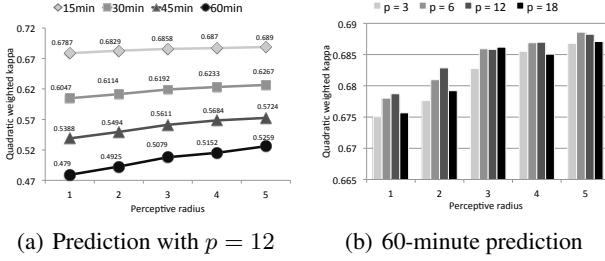 15min 30min 45min 60min
Quadratic weighted kappa
0.72
0.67
0.62
0.57
0.52
0.47
0.6787 0.6829 0.6858 0.687 0.689
0.6047 0.6114 0.6192 0.6233 0.6267
0.5388 0.5494 0.5611 0.5684 0.5724
0.479 0.4925 0.5079 0.5152 0.5259
1 2 3 4 5
Perceptive radius
(a) Prediction with p = 12
p = 3 p = 6 p = 12 p = 18
Quadratic weighted kappa
0.69
0.685
0.68
0.675
0.67
0.665
1 2 3 4 5
Perceptive radius
(b) 60-minute prediction